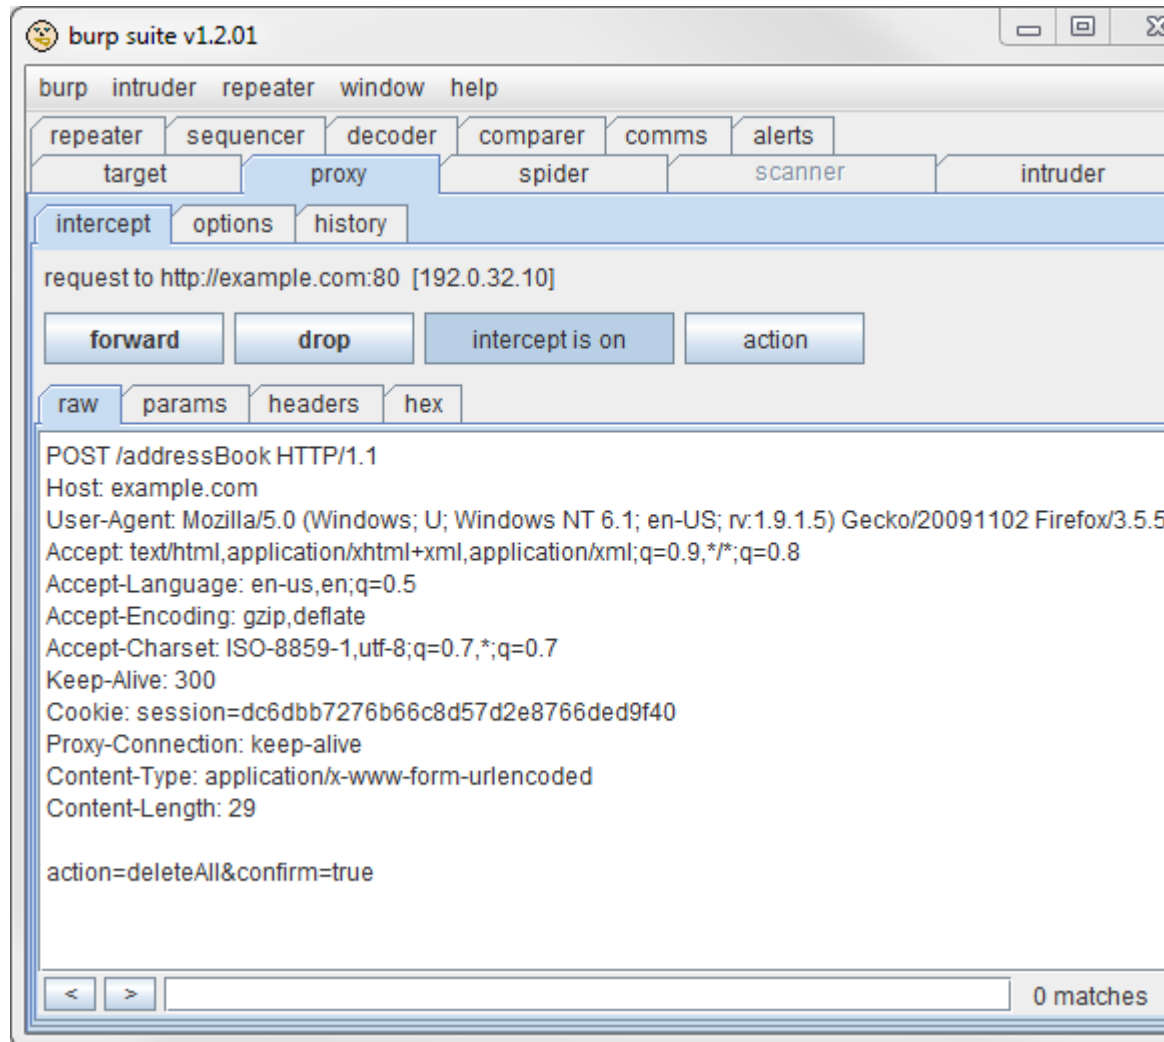 burp suite v1.2.01
burp intruder repeater window help
repeater sequencer decoder comparer comms alerts
target proxy spider scanner intruder
intercept options history
request to http://example.com:80 [192.0.32.10]
forward drop intercept is on action
raw params headers hex
POST /addressBook HTTP/1.1
Host: example.com
User-Agent: Mozilla/5.0 (Windows; U; Windows NT 6.1; en-US; rv:1.9.1.5) Gecko/20091102 Firefox/3.5.5
Accept: text/html,application/xhtml+xml,application/xml;q=0.9,*/*;q=0.8
Accept-Language: en-us,en;q=0.5
Accept-Encoding: gzip,deflate
Accept-Charset: ISO-8859-1,utf-8;q=0.7,*;q=0.7
Keep-Alive: 300
Cookie: session=dc6dbb7276b66c8d57d2e8766ded9f40
Proxy-Connection: keep-alive
Content-Type: application/x-www-form-urlencoded
Content-Length: 29
action=deleteAll&confirm=true
< > 0 matches